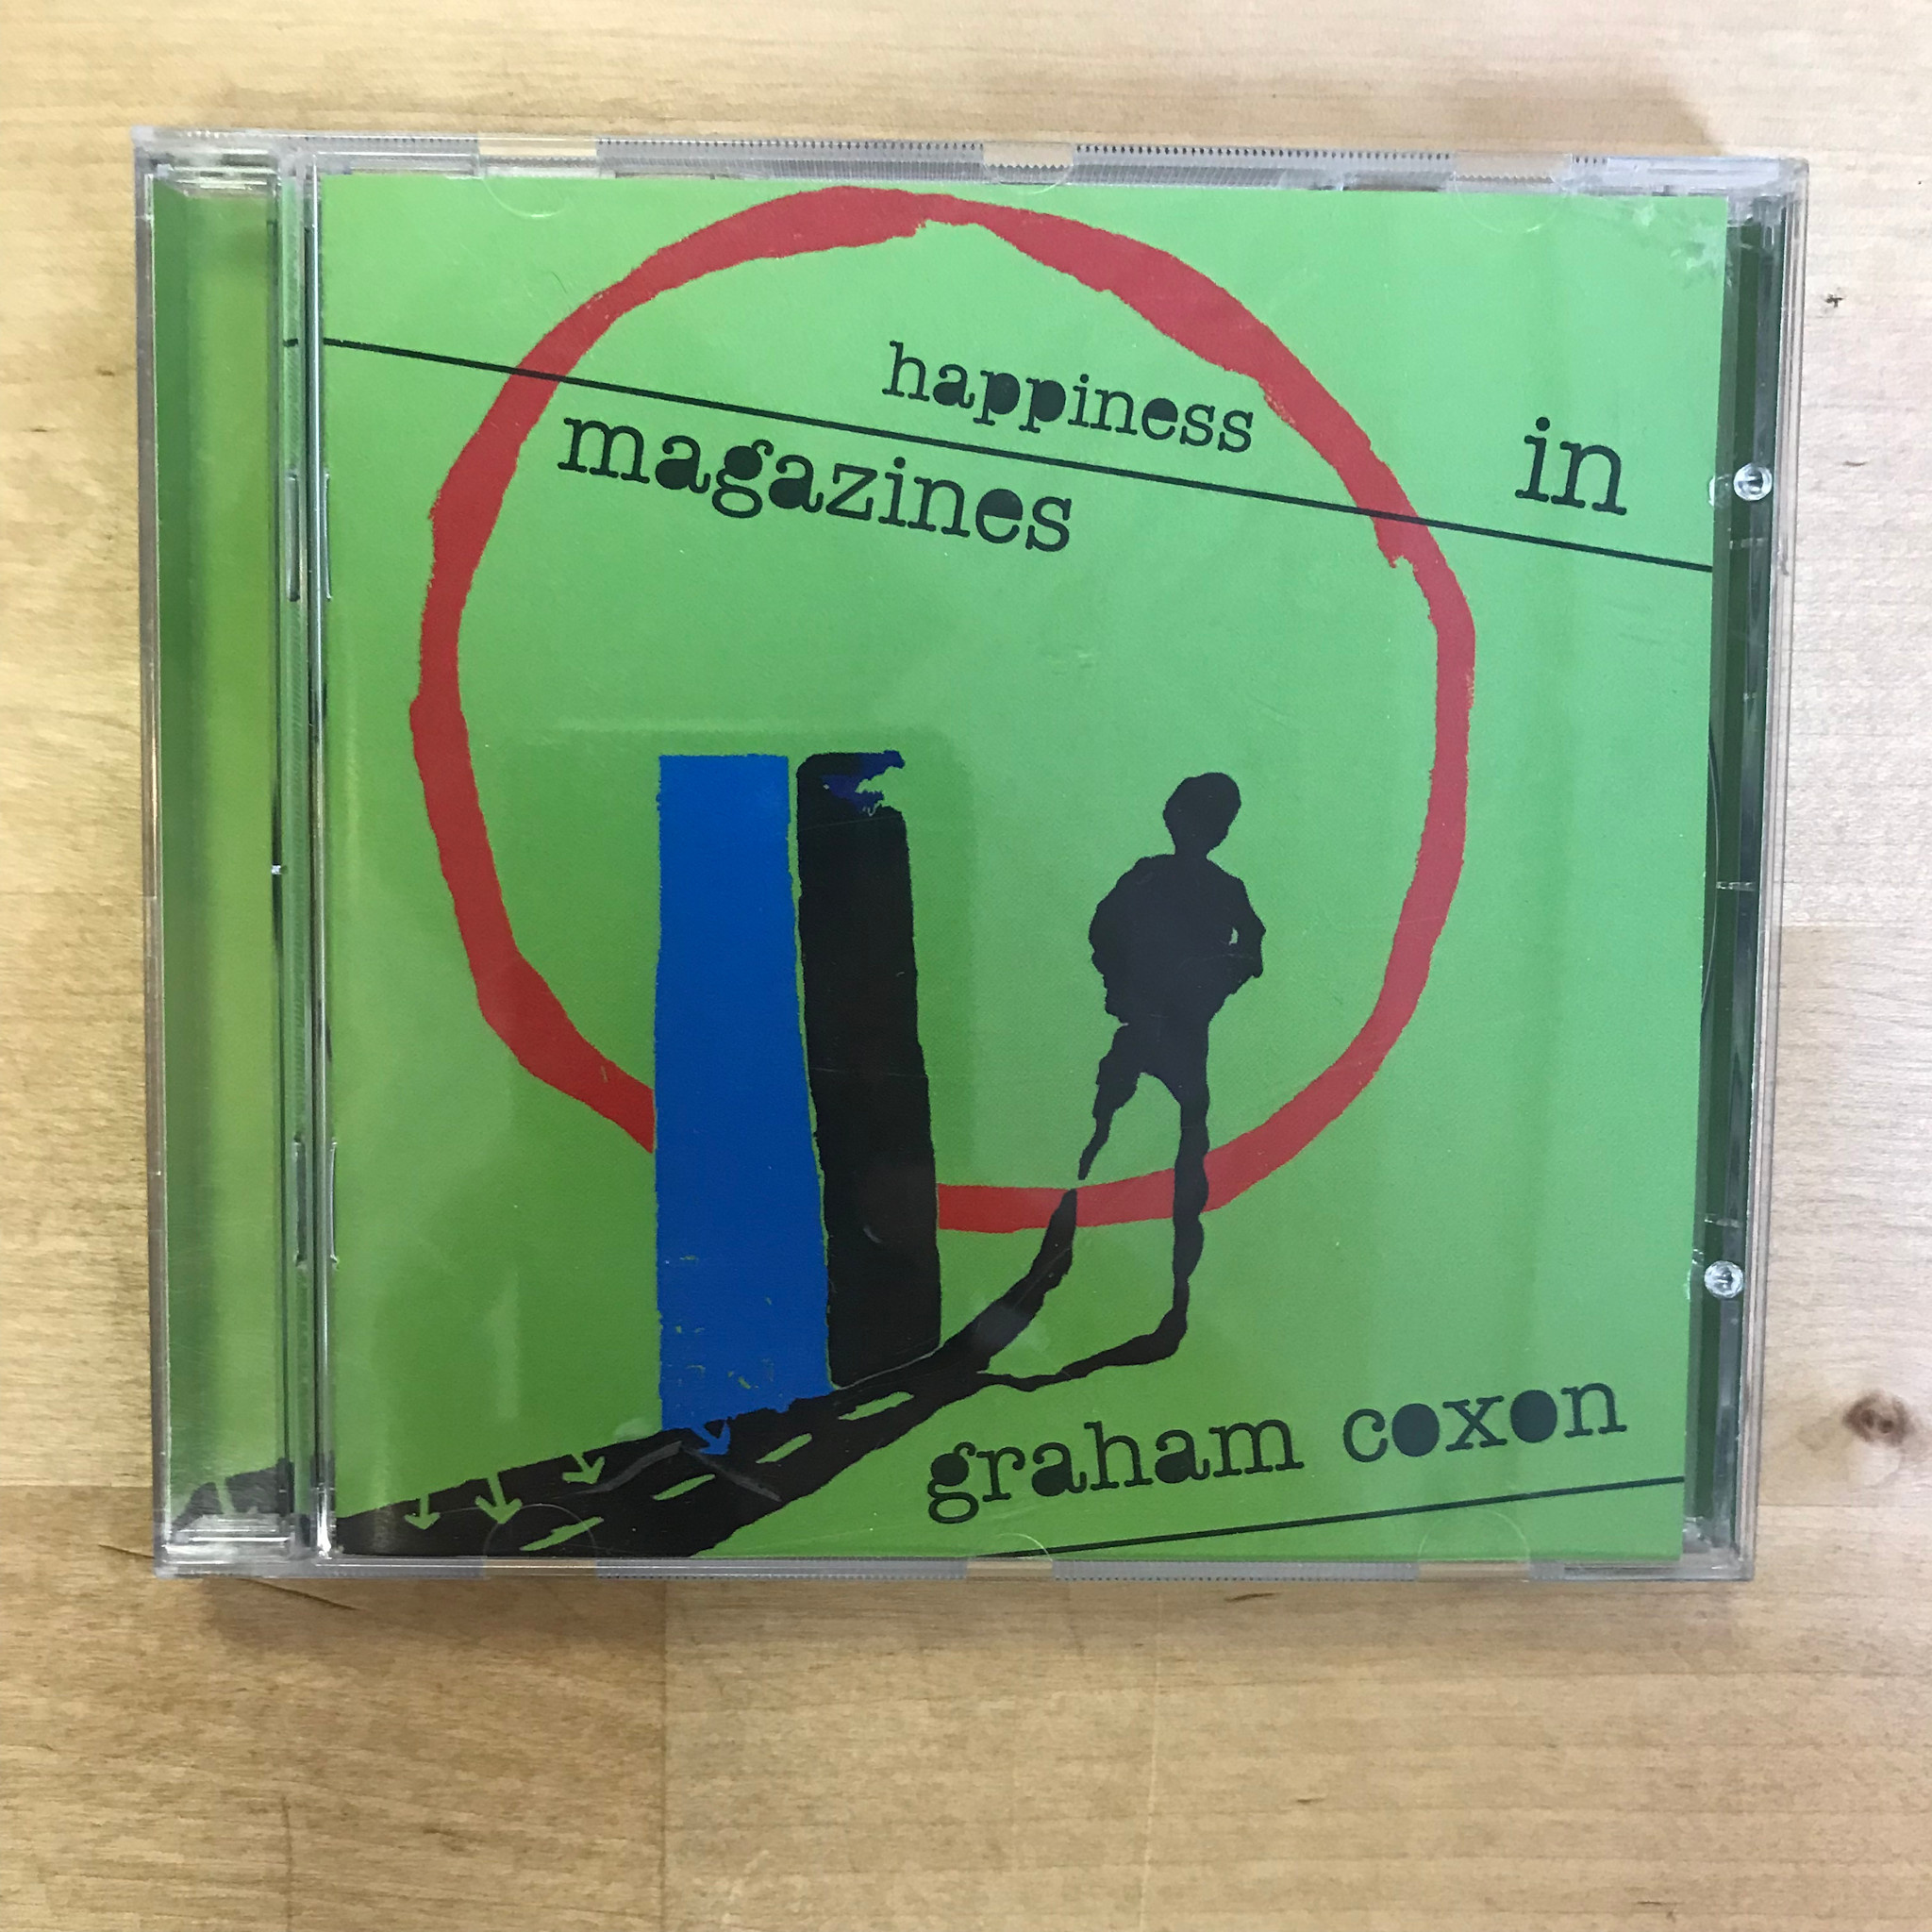 happiness in
magazines
graham coxon